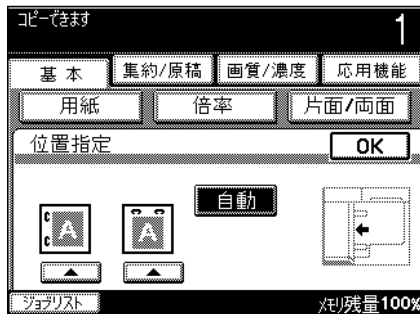 コピーできます
1
基本 集約/原稿 画質/濃度 応用機能
用紙 倍率 片面/両面
位置指定 OK
自動
A A
ジョブリスト メモリ残量100%